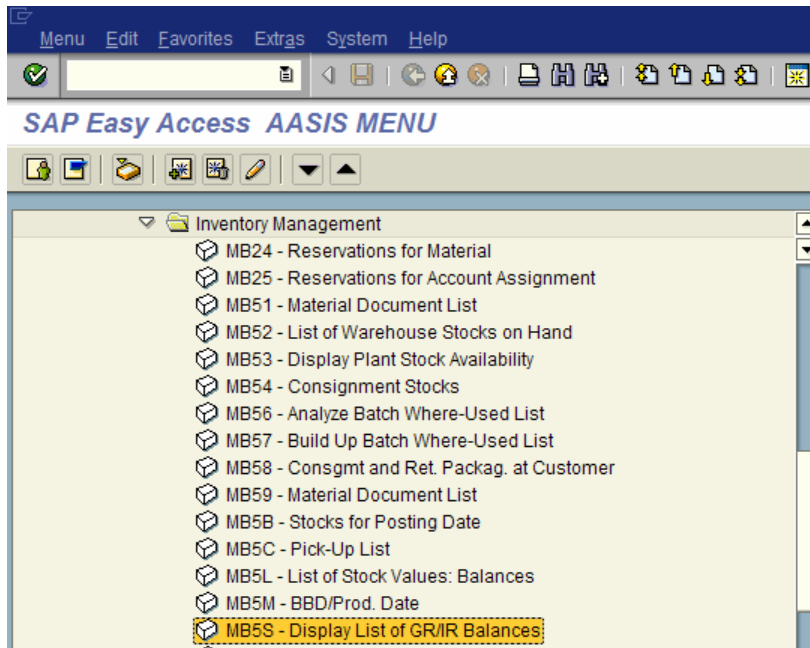 Menu Edit Favorites Extras System Help
SAP Easy Access AASIS MENU
Inventory Management
MB24 - Reservations for Material
MB25 - Reservations for Account Assignment
MB51 - Material Document List
MB52 - List of Warehouse Stocks on Hand
MB53 - Display Plant Stock Availability
MB54 - Consignment Stocks
MB56 - Analyze Batch Where-Used List
MB57 - Build Up Batch Where-Used List
MB58 - Consgmt and Ret. Packag. at Customer
MB59 - Material Document List
MB5B - Stocks for Posting Date
MB5C - Pick-Up List
MB5L - List of Stock Values: Balances
MB5M - BBD/Prod. Date
MB5S - Display List of GR/IR Balances